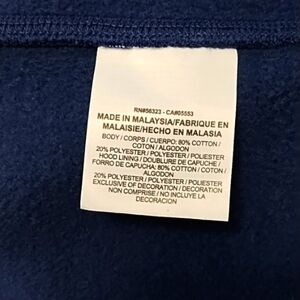 RN#56323 - CA#05553
MADE IN MALAYSIA/FABRIQUE EN
MALAISIE/HECHO EN MALASIA
BODY / CORPS / CUERPO: 80% COTTON /
COTON / ALGODON
20% POLYESTER / POLYESTER / POLIESTER
HOOD LINING / DOUBLURE DE CAPUCHE /
FORRO DE CAPUCHA: 80% COTTON / COTON
/ ALGODON
20% POLYESTER / POLYESTER / POLIESTER
EXCLUSIVE OF DECORATION / DECORATION
NON COMPRISE / NO INCLUYE LA
DECORACION